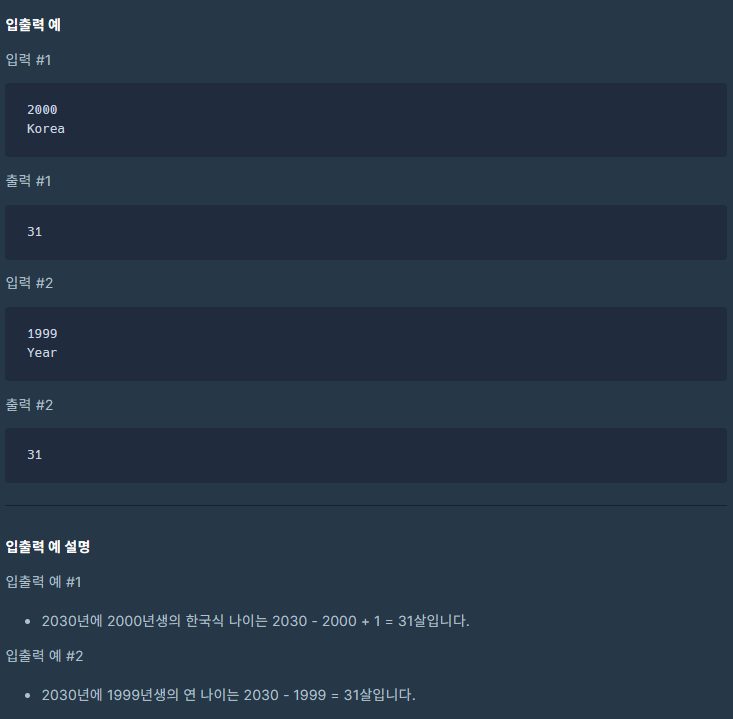 입출력 예
입력 #1
2000
Korea
출력 #1
31
입력 #2
1999
Year
출력 #2
31
입출력 예 설명
입출력 예 #1
• 2030년에 2000년생의 한국식 나이는 2030 - 2000 + 1 = 31살입니다.
입출력 예 #2
• 2030년에 1999년생의 연 나이는 2030 - 1999 = 31살입니다.